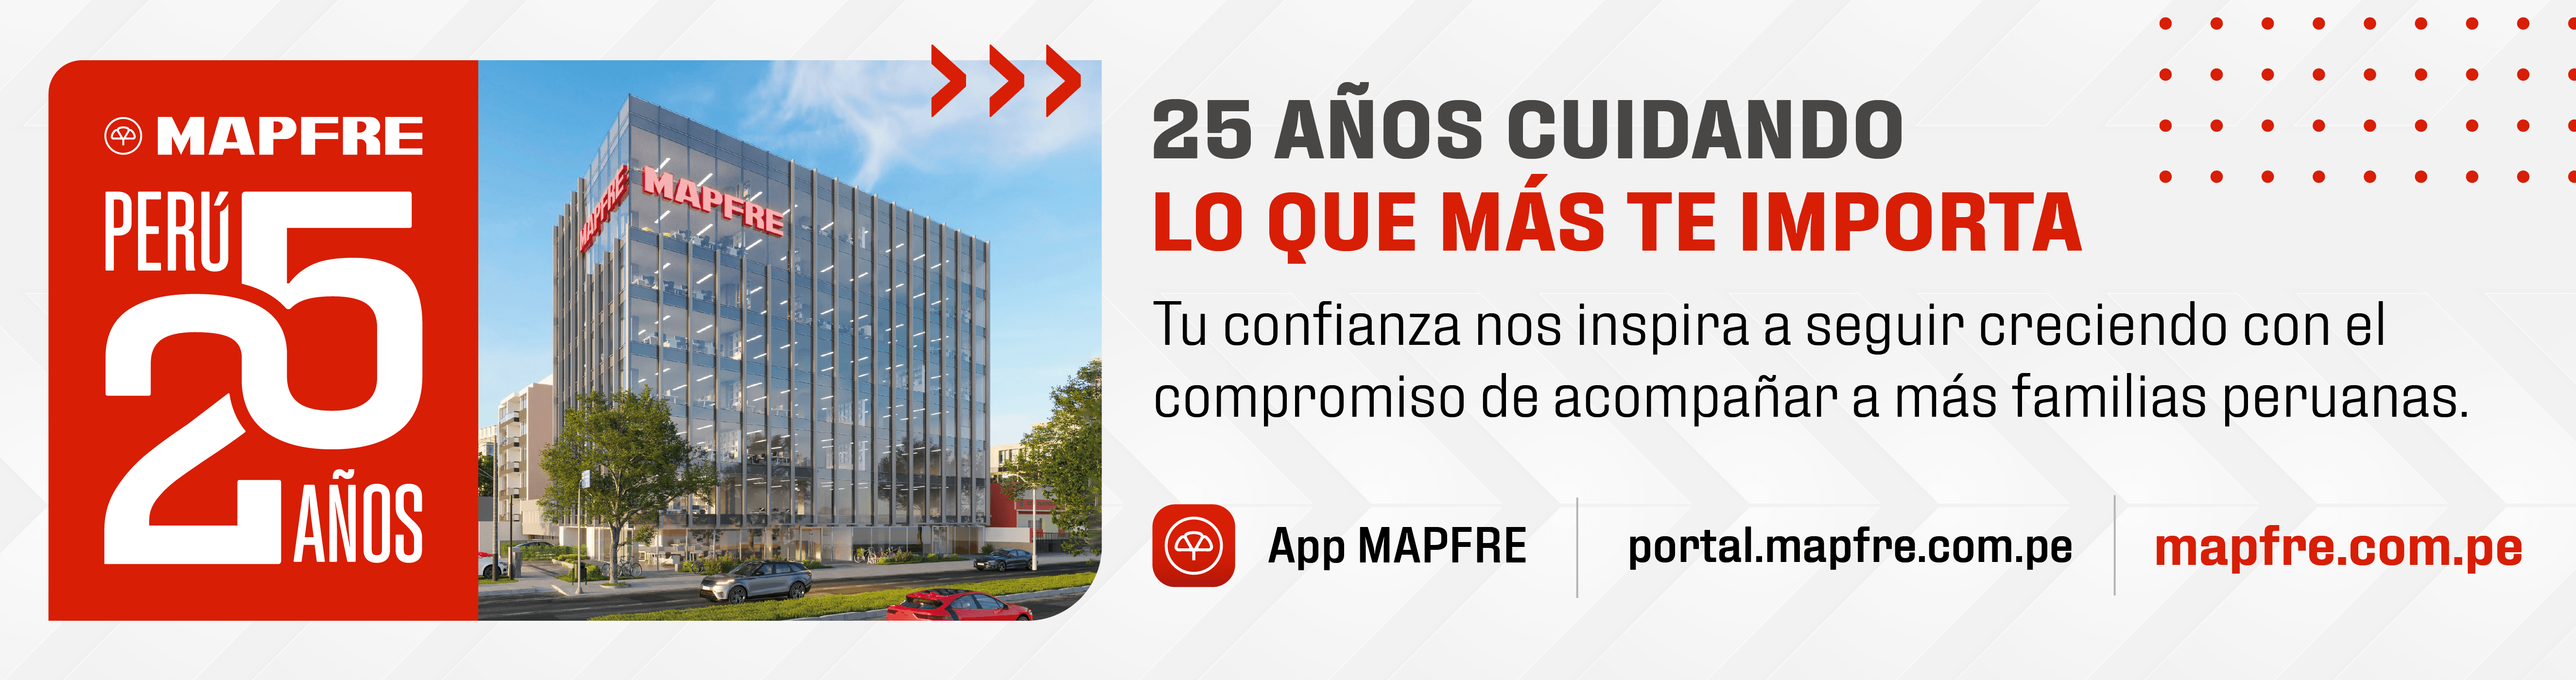 MAPFRE
PERÚ
25
AÑOS
MAPFRE
MAPFRE
25 AÑOS CUIDANDO
LO QUE MÁS TE IMPORTA
Tu confianza nos inspira a seguir creciendo con el
compromiso de acompañar a más familias peruanas.
App MAPFRE
portal.mapfre.com.pe
mapfre.com.pe